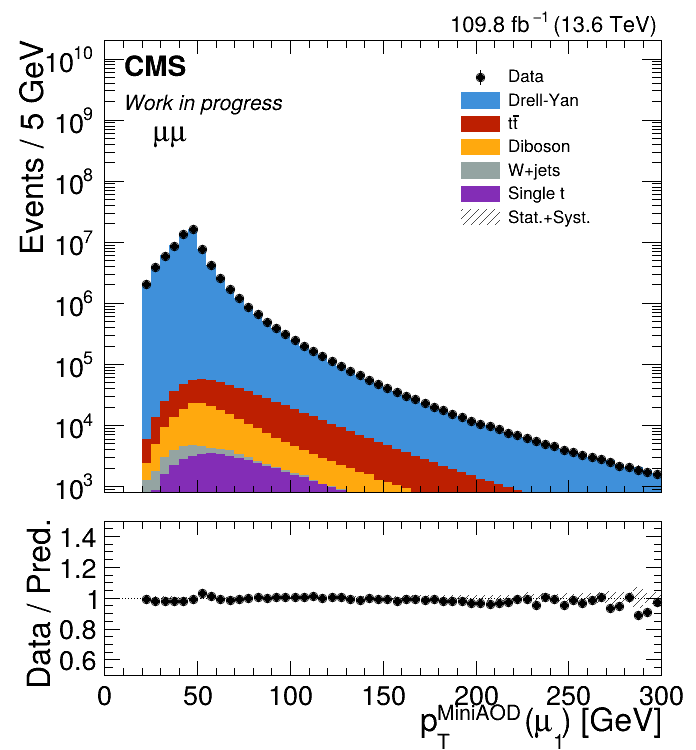 109.8 fb⁻¹ (13.6 TeV)
CMS
Work in progress
μμ
Data
Drell-Yan
tt̅
Diboson
W+jets
Single t
Stat.+Syst.
Events / 5 GeV
10¹⁰
10⁹
10⁸
10⁷
10⁶
10⁵
10⁴
10³
Data / Pred.
1.4
1.2
1
0.8
0.6
0 50 100 150 200 250 300
p_T^MiniAOD(μ₁) [GeV]